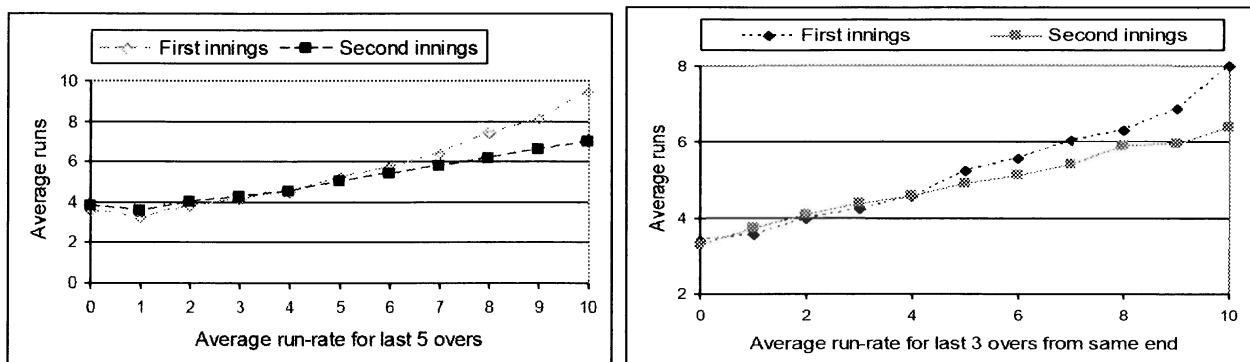 First innings Second innings
Average runs
10
8
6
4
2
0
0 1 2 3 4 5 6 7 8 9 10
Average run-rate for last 5 overs
First innings Second innings
Average runs
8
6
4
2
0 2 4 6 8 10
Average run-rate for last 3 overs from same end